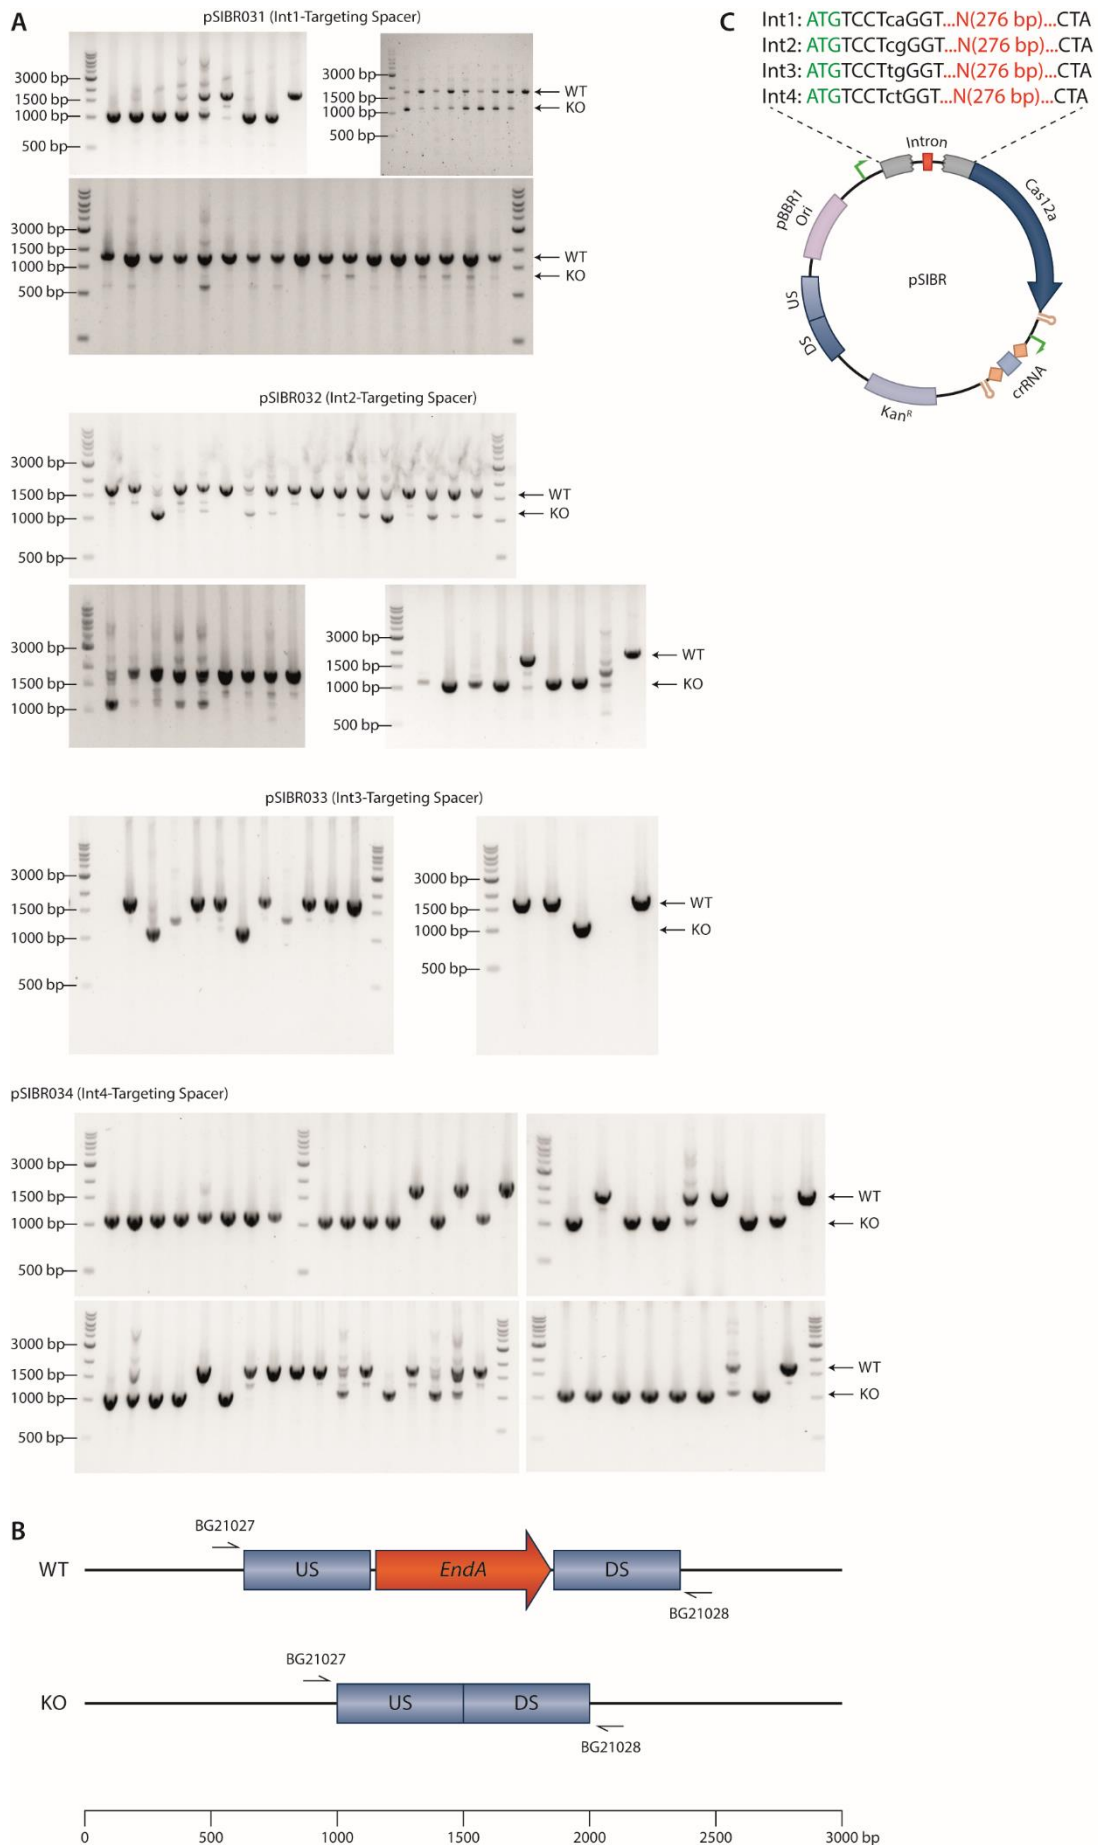 A
pSIBR031 (Int1-Targeting Spacer)
3000 bp
1500 bp
1000 bp
500 bp
3000 bp
1500 bp
1000 bp
500 bp
WT
KO
3000 bp
1500 bp
1000 bp
500 bp
WT
KO
pSIBR032 (Int2-Targeting Spacer)
3000 bp
1500 bp
1000 bp
500 bp
WT
KO
3000 bp
1500 bp
1000 bp
3000 bp
1500 bp
1000 bp
500 bp
WT
KO
pSIBR033 (Int3-Targeting Spacer)
3000 bp
1500 bp
1000 bp
500 bp
3000 bp
1500 bp
1000 bp
500 bp
WT
KO
pSIBR034 (Int4-Targeting Spacer)
3000 bp
1500 bp
1000 bp
500 bp
WT
KO
3000 bp
1500 bp
1000 bp
500 bp
WT
KO
C
Int1: ATGTCCTcaGGT...N(276 bp)...CTA
Int2: ATGTCCTcgGGT...N(276 bp)...CTA
Int3: ATGTCCTtgGGT...N(276 bp)...CTA
Int4: ATGTCCTctGGT...N(276 bp)...CTA
Intron
Cas12a
pBBR1
Ori
pSIBR
US
DS
crRNA
KanR
B
BG21027
WT
US
EndA
DS
BG21028
BG21027
KO
US
DS
BG21028
0
500
1000
1500
2000
2500
3000 bp